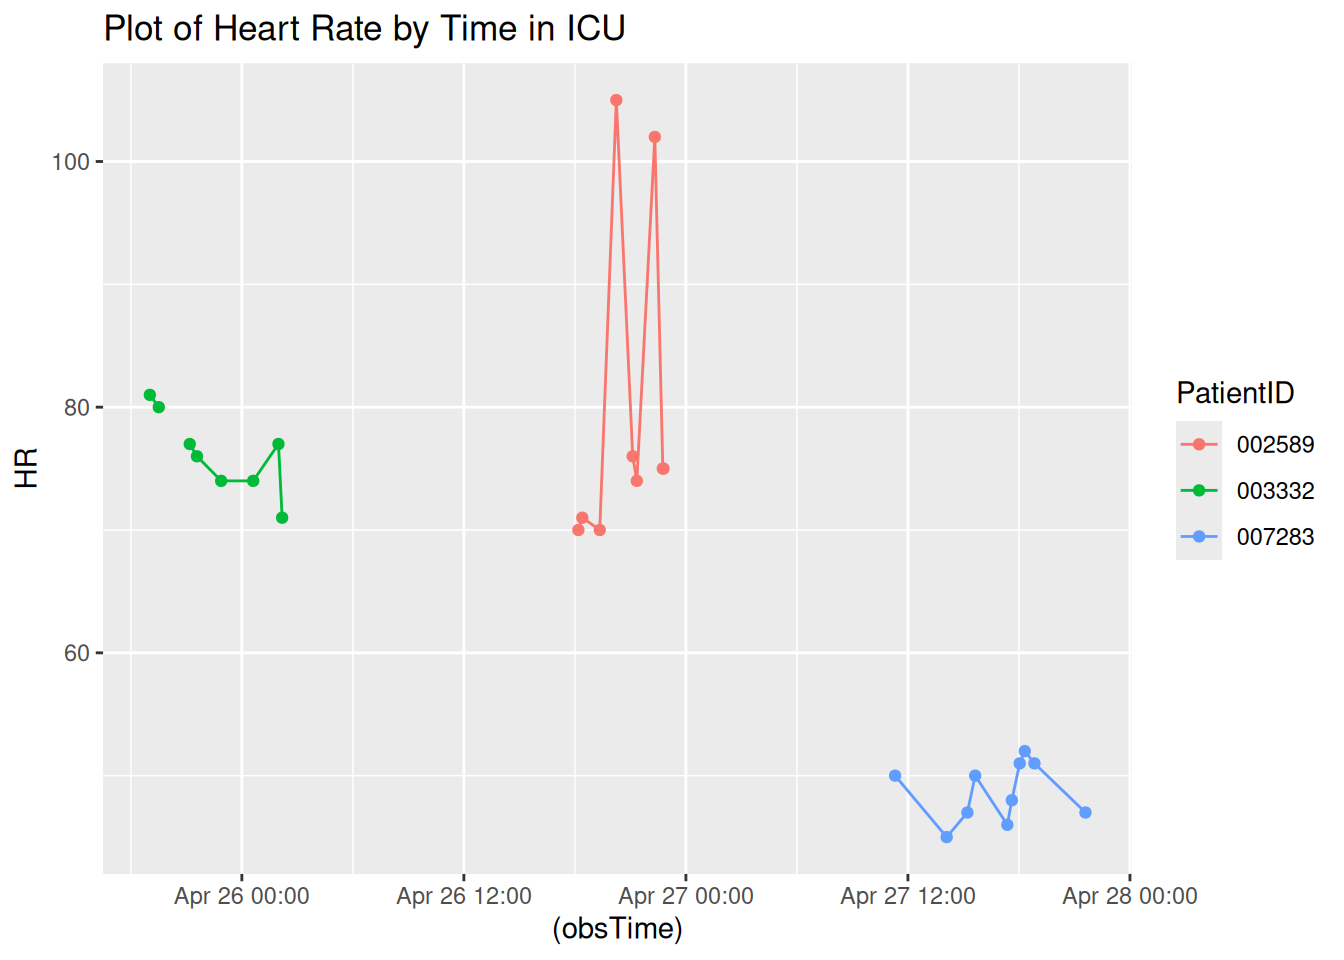 Plot of Heart Rate by Time in ICU
100
80
60
HR
Apr 26 00:00
Apr 26 12:00
Apr 27 00:00
Apr 27 12:00
Apr 28 00:00
(obsTime)
PatientID
002589
003332
007283